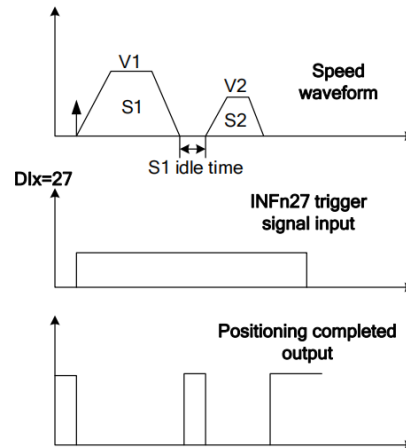 V1
Speed
V2
waveform
S1
S2
S1 idle time
DIx=27
INFn27 trigger
signal input
Positioning completed
output